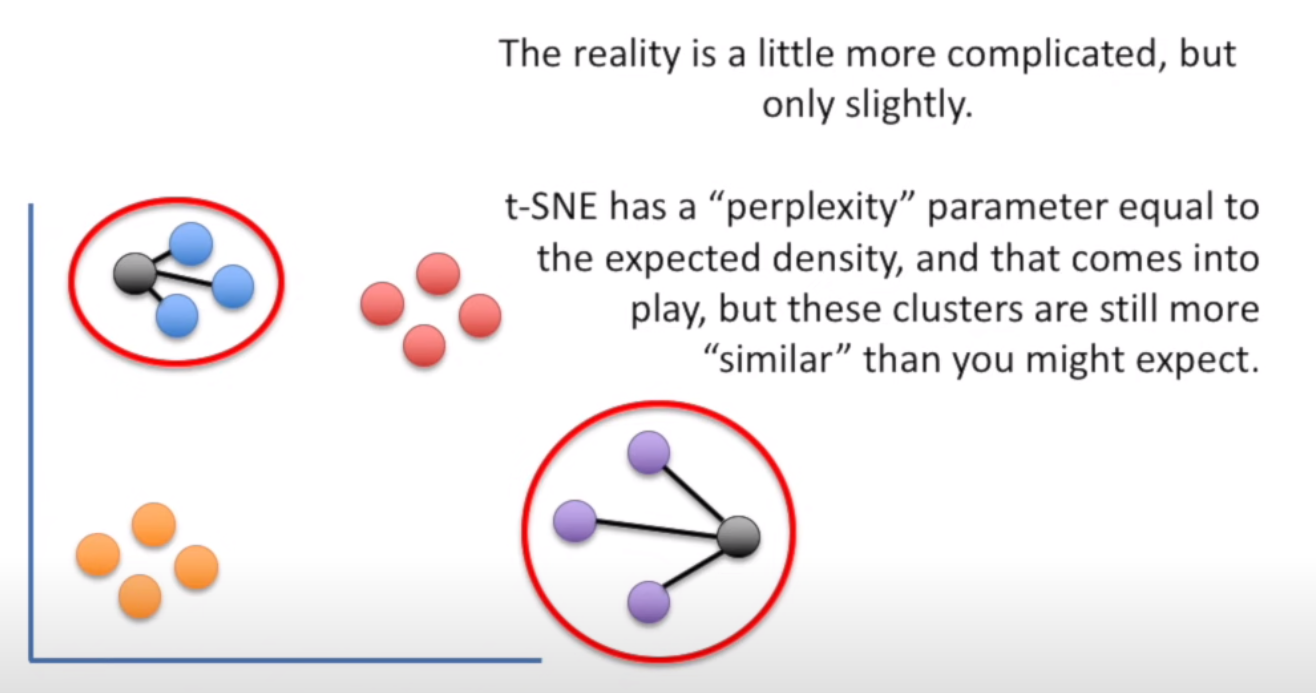 The reality is a little more complicated, but
only slightly.
t-SNE has a “perplexity” parameter equal to
the expected density, and that comes into
play, but these clusters are still more
“similar” than you might expect.